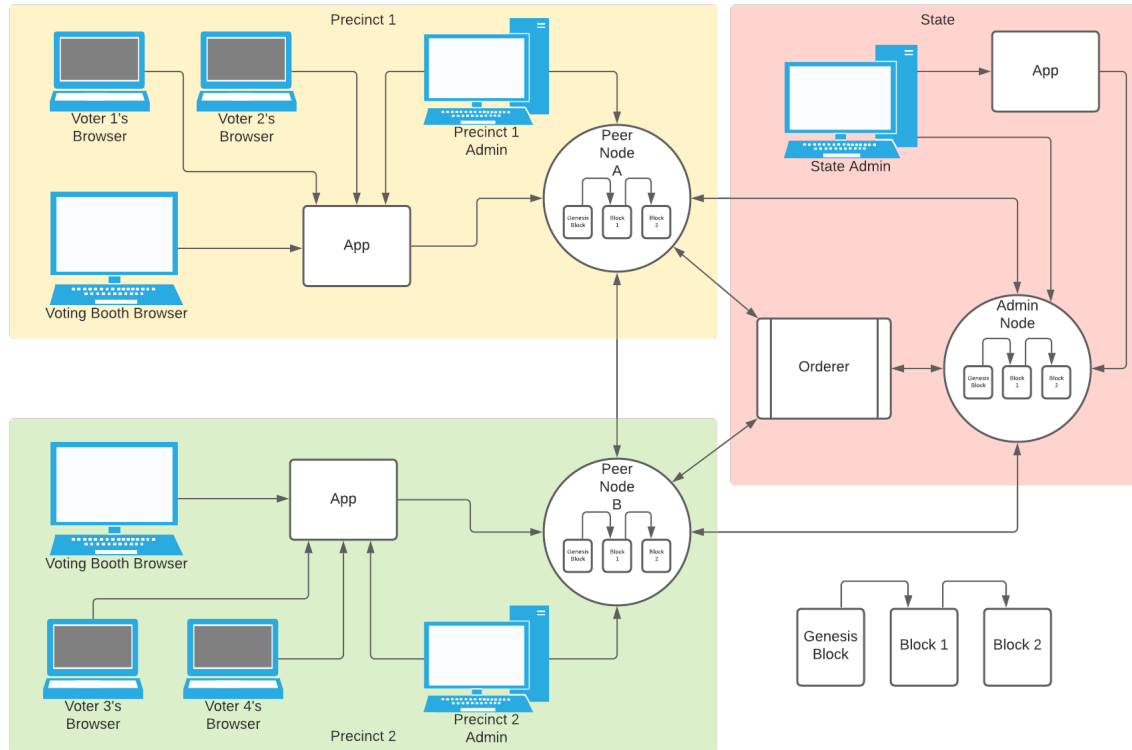 Precinct 1
Voter 1's
Browser
Voter 2's
Browser
Precinct 1
Admin
Voting Booth Browser
App
Peer
Node
A
Genesis
Block
Block
1
Block
2
State
State Admin
App
Admin
Node
Genesis
Block
Block
1
Block
2
Orderer
Voting Booth Browser
App
Peer
Node
B
Genesis
Block
Block
1
Block
2
Voter 3's
Browser
Voter 4's
Browser
Precinct 2
Admin
Precinct 2
Genesis
Block
Block 1
Block 2